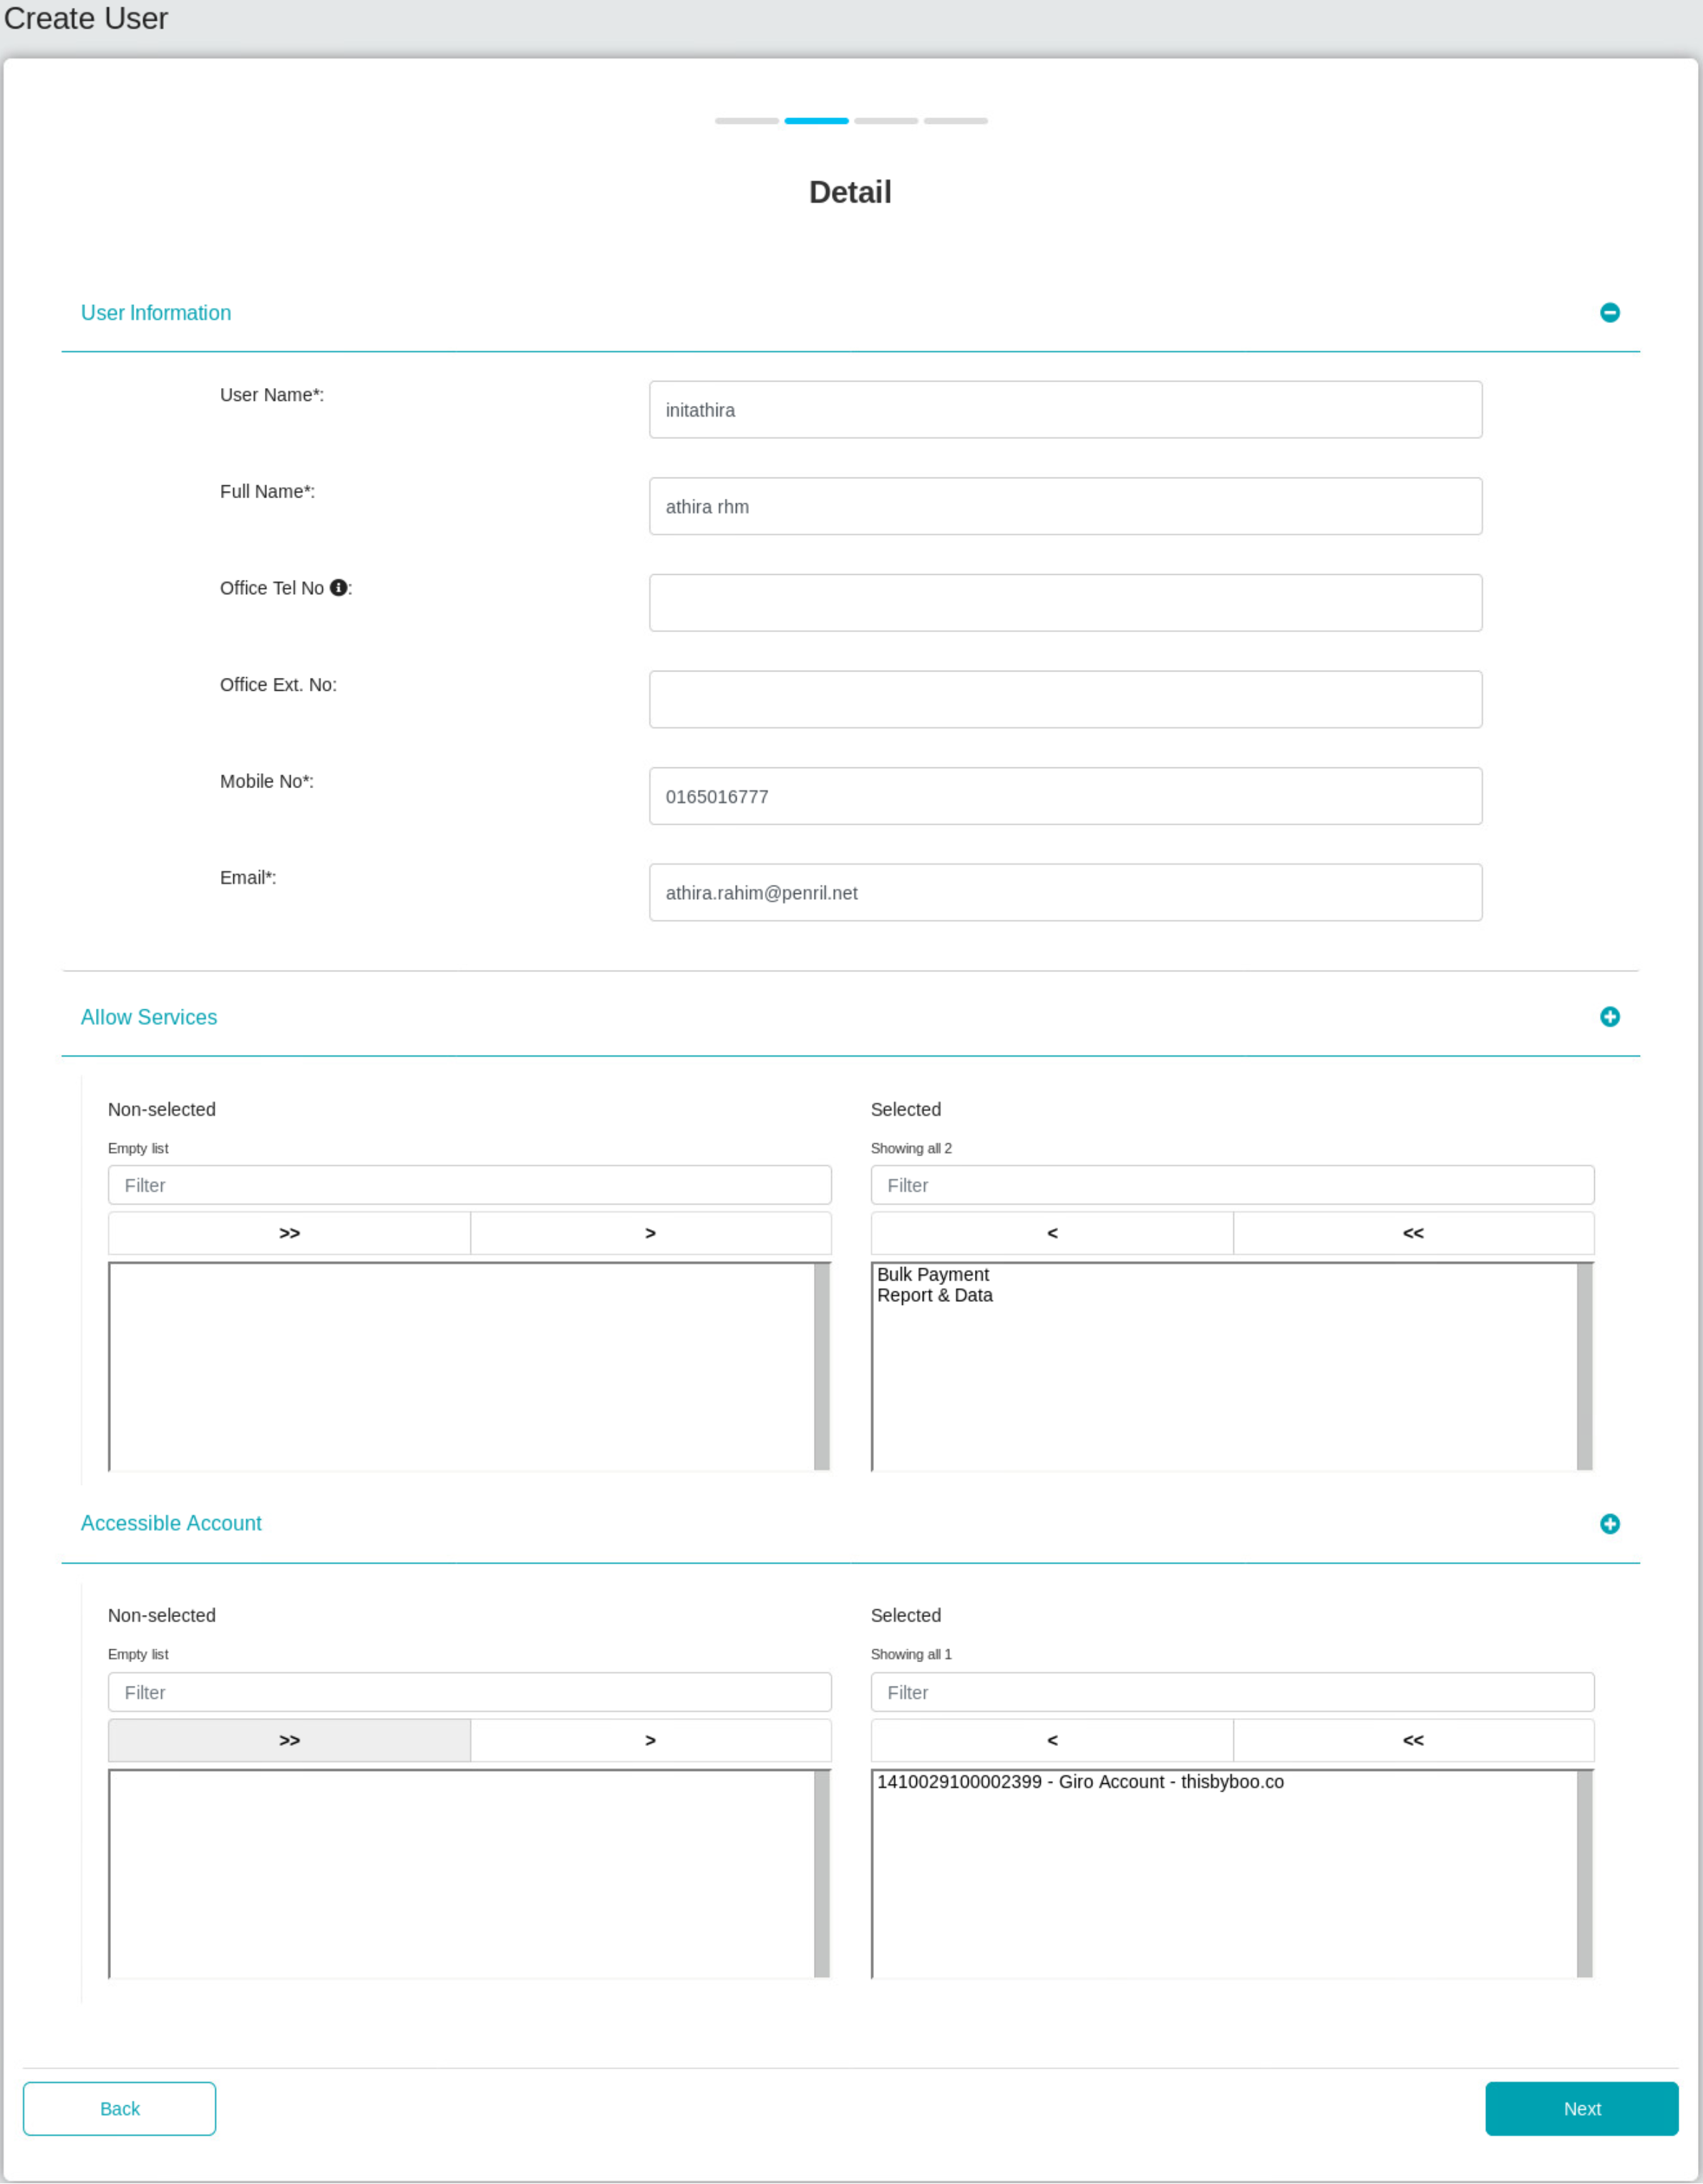 Create User
Detail
User Information
User Name*:
initathira
Full Name*:
athira rhm
Office Tel No :
Office Ext. No:
Mobile No*:
0165016777
Email*:
athira.rahim@penril.net
Allow Services
Non-selected
Empty list
Filter
>> >
Selected
Showing all 2
Filter
< <<
Bulk Payment
Report & Data
Accessible Account
Non-selected
Empty list
Filter
>> >
Selected
Showing all 1
Filter
< <<
1410029100002399 - Giro Account - thisbyboo.co
Back
Next